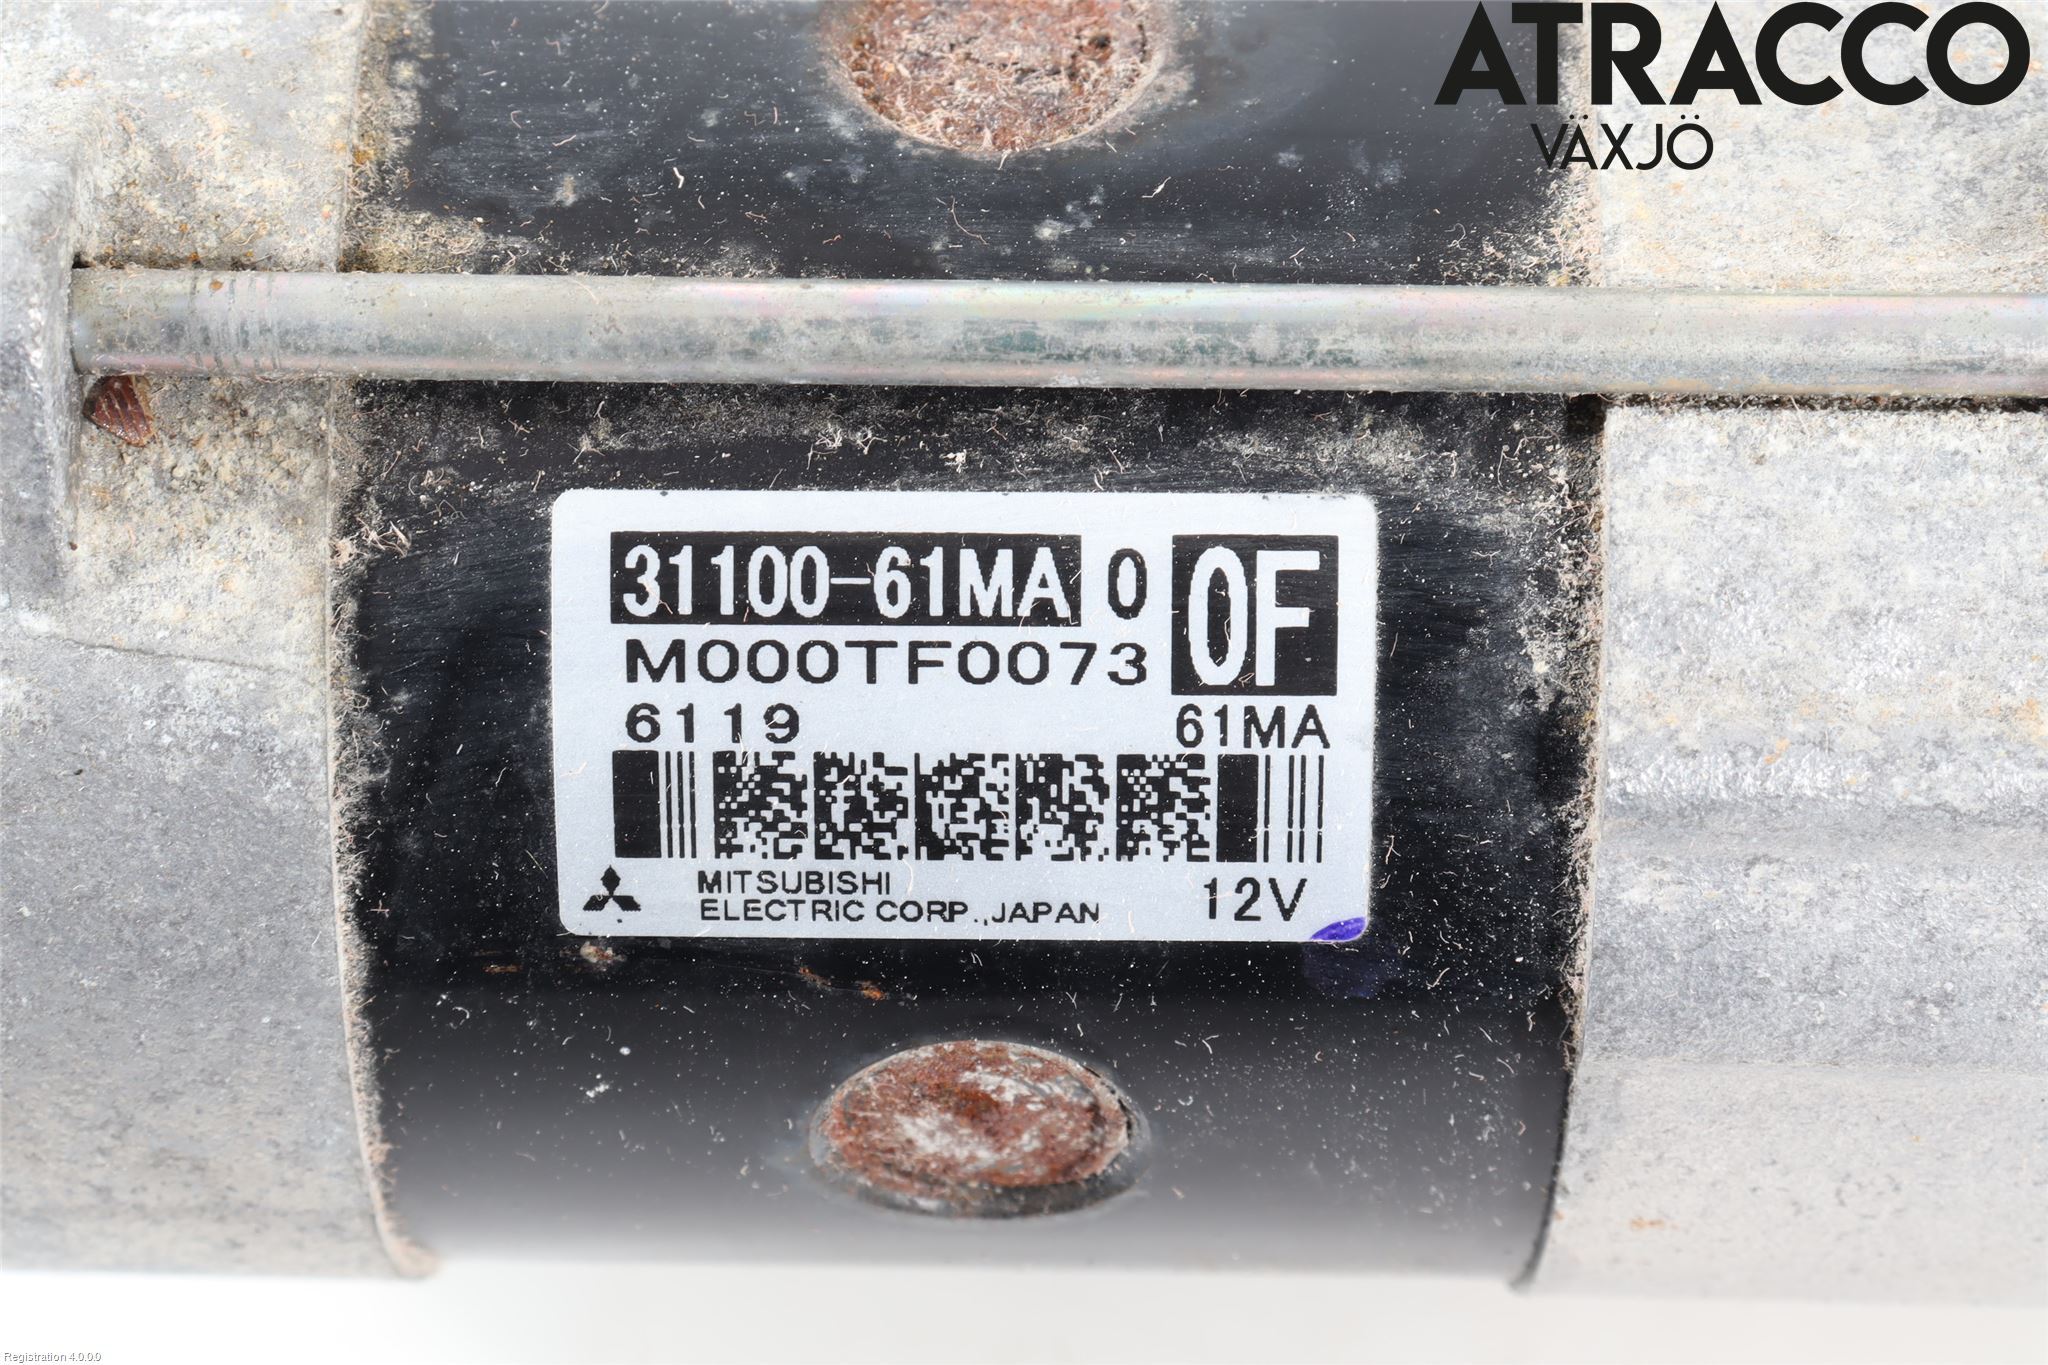 ATRACCO
VÄXJÖ
31100-61MA 0 0F
M000TF0073
6119 61MA
MITSUBISHI
ELECTRIC CORP.,JAPAN 12V
Registration 4.0.0.0